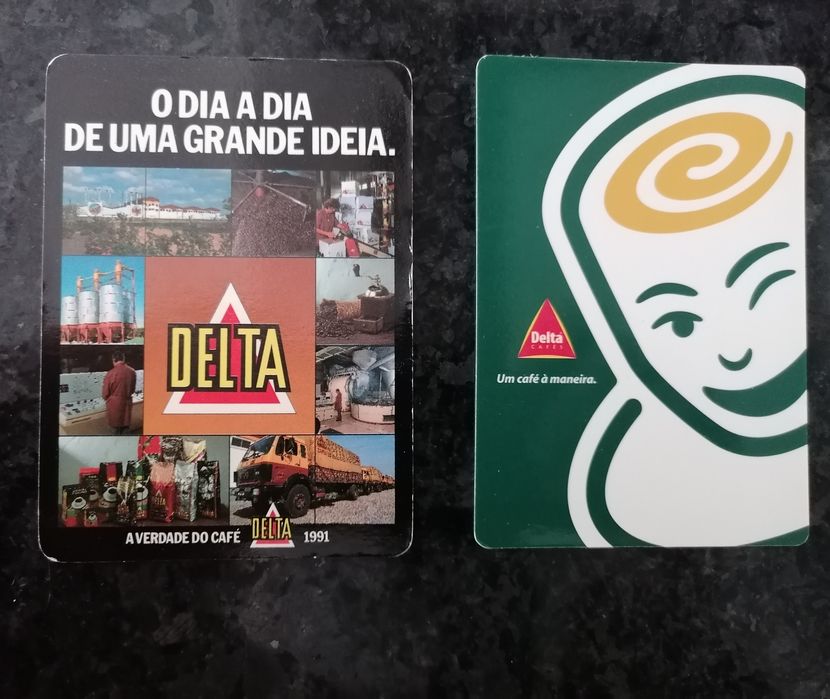 O DIA A DIA
DE UMA GRANDE IDEIA.
DELTA
A VERDADE DO CAFÉ
DELTA
1991
Delta
CAFÉS
Um café à maneira.